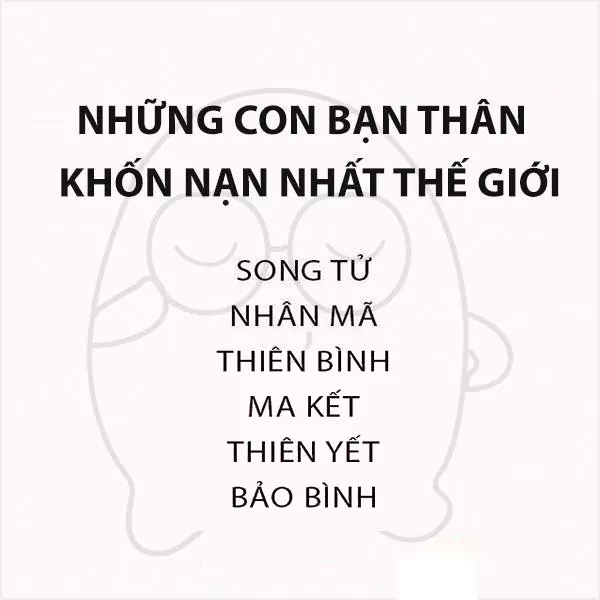 NHỮNG CON BẠN THÂN
KHỐN NẠN NHẤT THẾ GIỚI
SONG TỬ
NHÂN MÃ
THIÊN BÌNH
MA KẾT
THIÊN YẾT
BẢO BÌNH